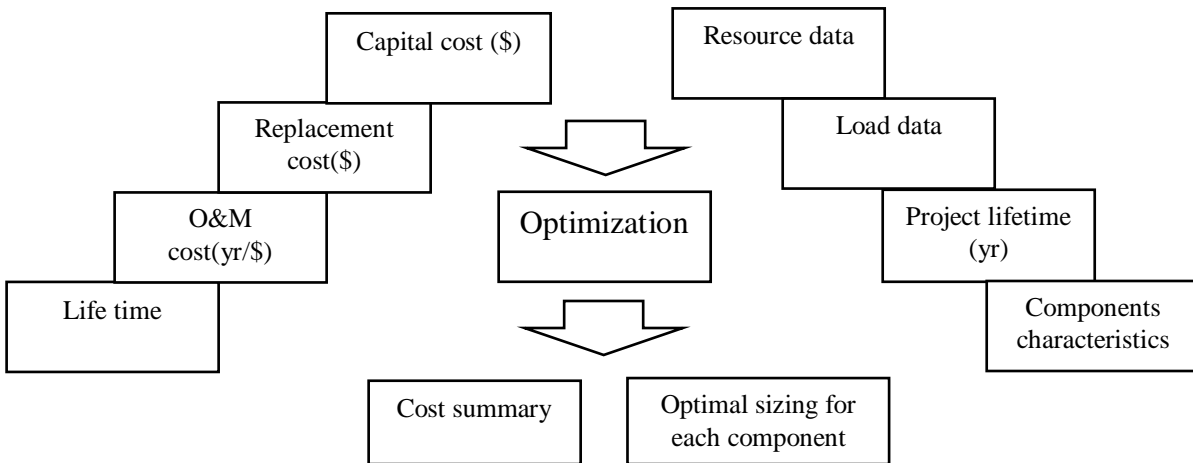 Capital cost ($)
Resource data
Replacement
cost($)
Load data
O&M
cost(yr/$)
Optimization
Project lifetime
(yr)
Life time
Components
characteristics
Cost summary
Optimal sizing for
each component